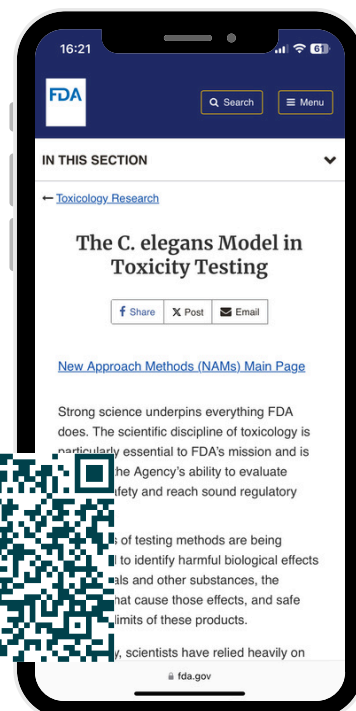 16:21
61
FDA
Search
Menu
IN THIS SECTION
← Toxicology Research
The C. elegans Model in
Toxicity Testing
Share
Post
Email
New Approach Methods (NAMs) Main Page
Strong science underpins everything FDA
does. The scientific discipline of toxicology is
particularly essential to FDA's mission and is
the Agency's ability to evaluate
and reach sound regulatory
of testing methods are being
to identify harmful biological effects
and other substances, the
that cause those effects, and safe
limits of these products.
scientists have relied heavily on
fda.gov